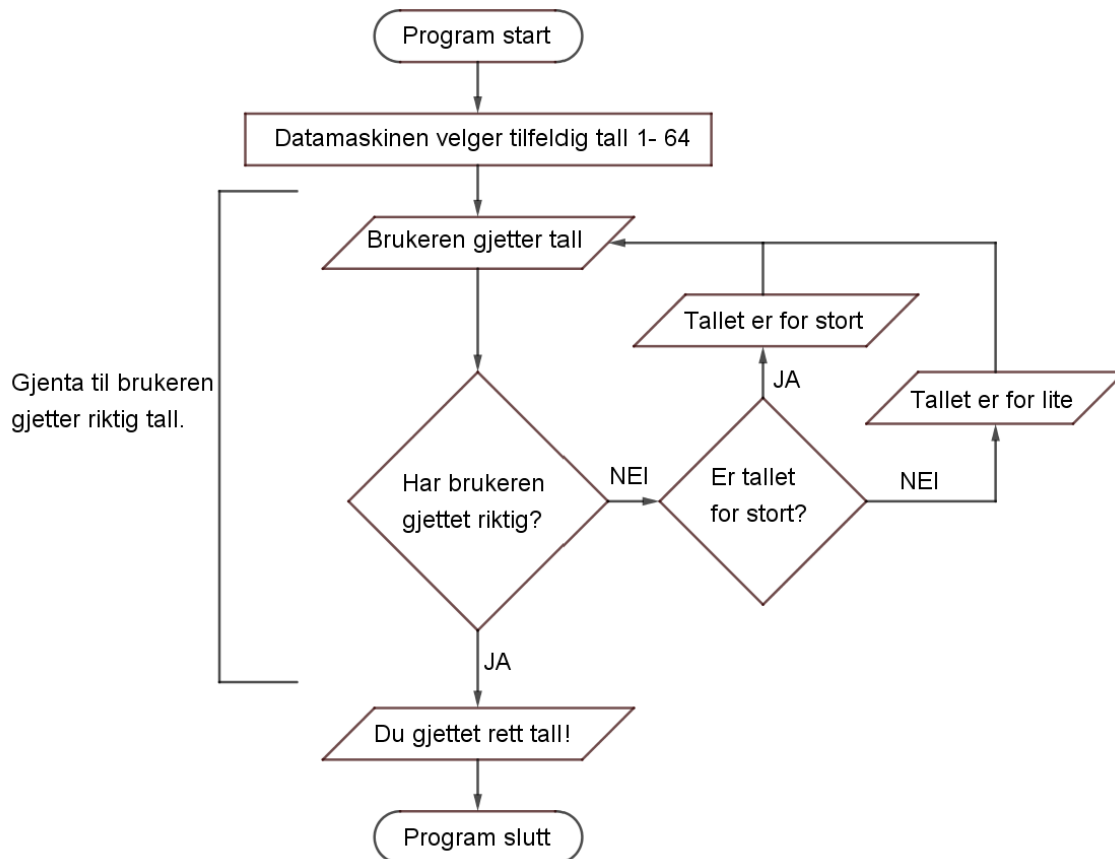 Program start
Datamaskinen velger tilfeldig tall 1- 64
Brukeren gjetter tall
Tallet er for stort
JA
Tallet er for lite
Gjenta til brukeren
gjetter riktig tall.
Har brukeren
gjettet riktig?
NEI
Er tallet
for stort?
NEI
JA
Du gjettet rett tall!
Program slutt